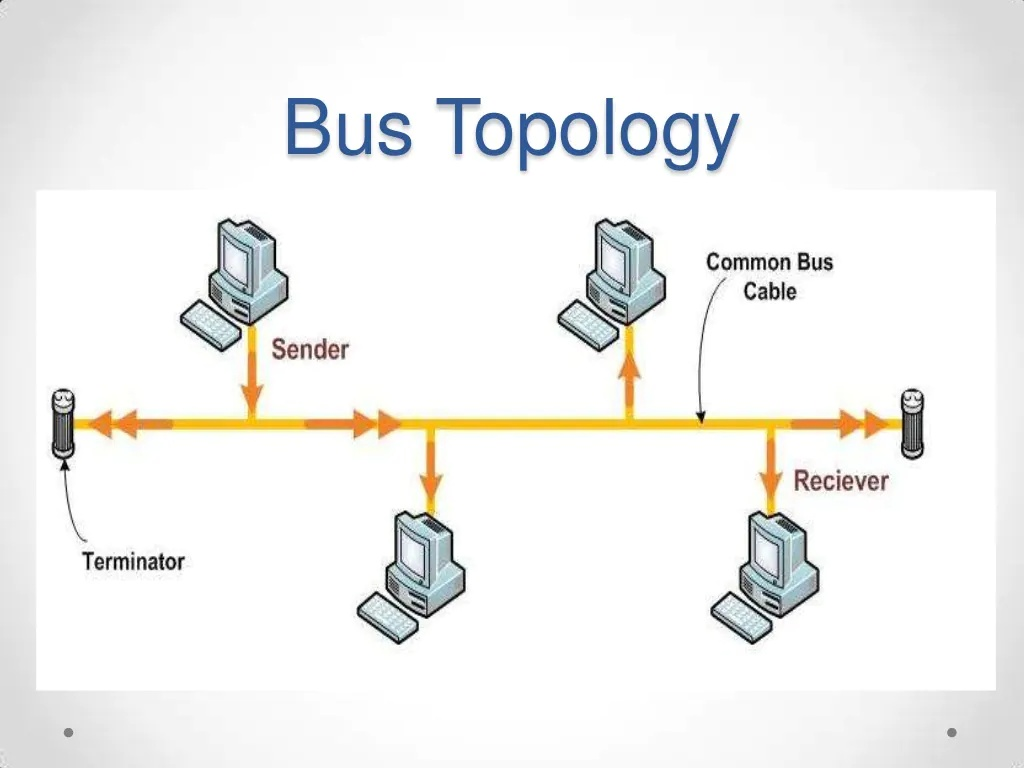 Bus Topology
Common Bus
Cable
Sender
Reciever
Terminator